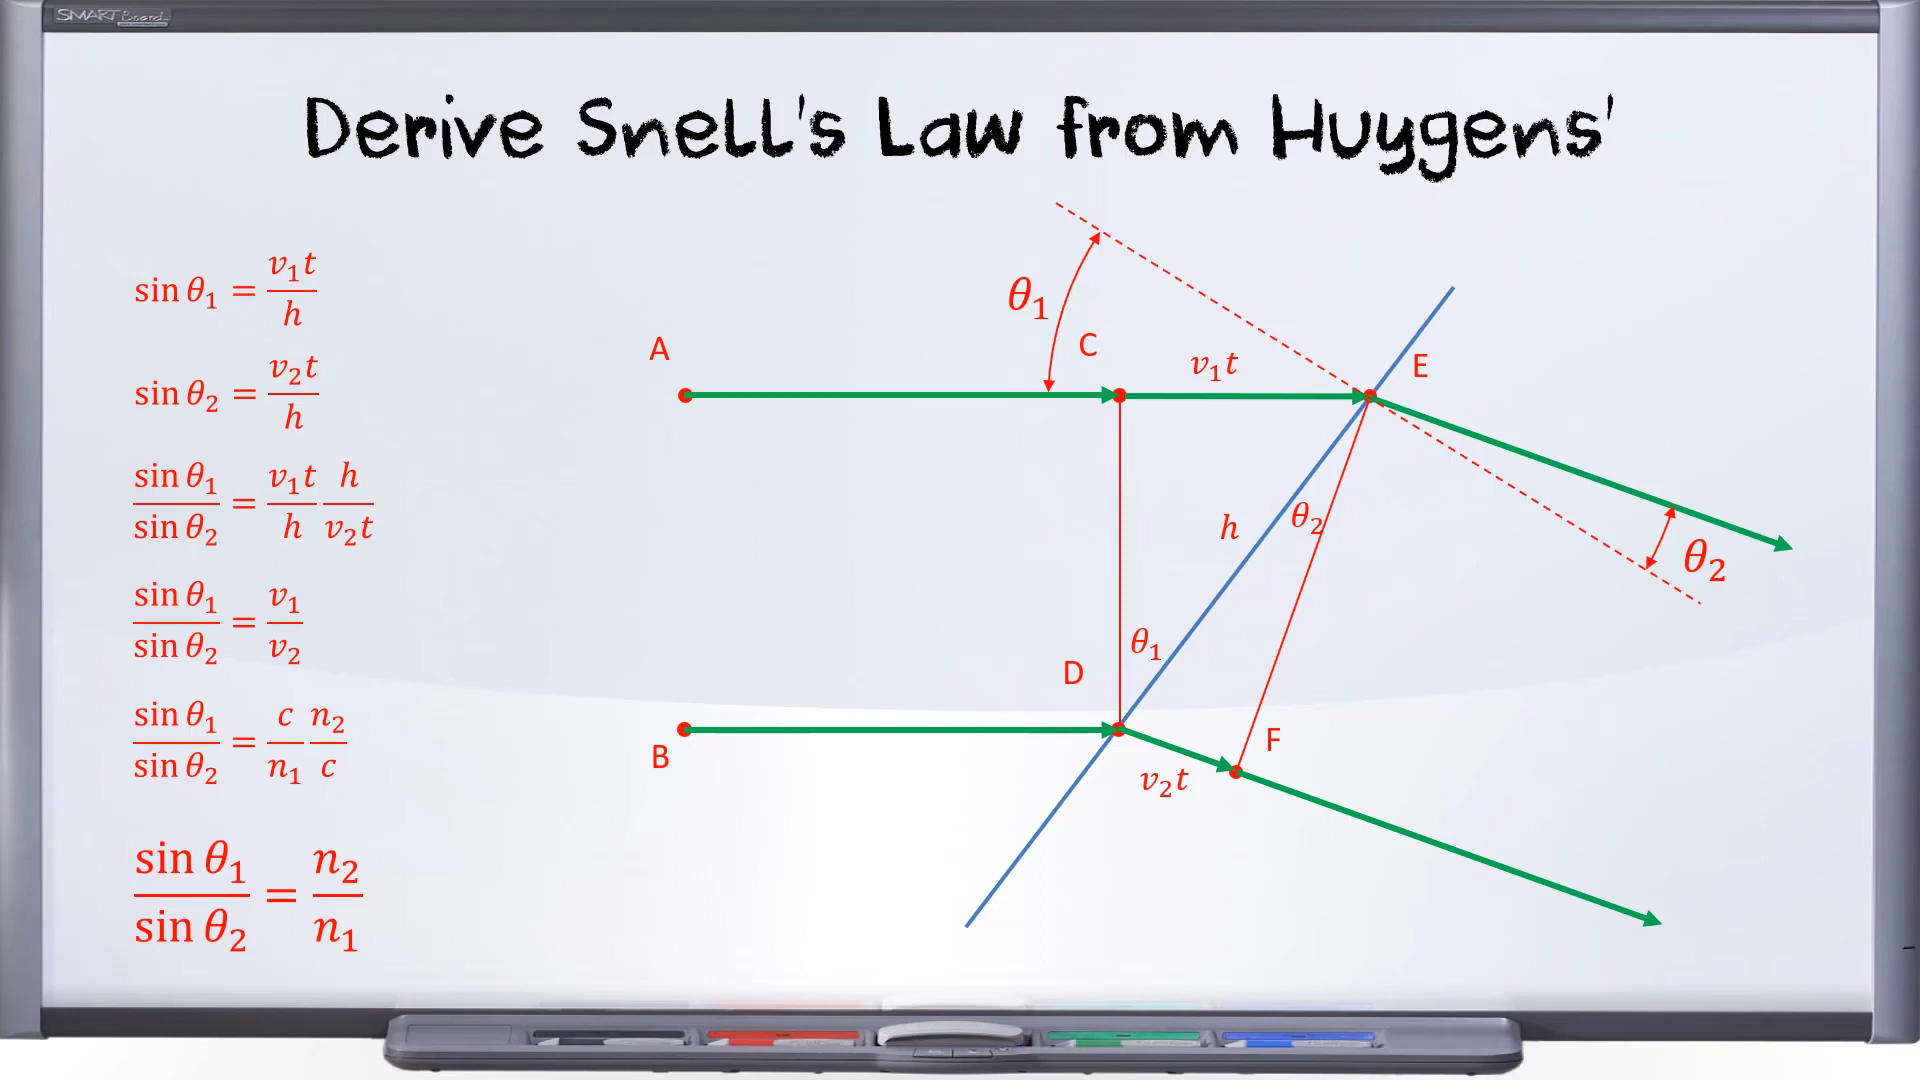 SMART Board
Derive Snell's Law from Huygens'
sin θ₁ = v₁t / h
sin θ₂ = v₂t / h
sin θ₁ / sin θ₂ = v₁t / h h / v₂t
sin θ₁ / sin θ₂ = v₁ / v₂
sin θ₁ / sin θ₂ = c / n₁ n₂ / c
sin θ₁ / sin θ₂ = n₂ / n₁
θ₁
A
C
v₁t
E
h
θ₂
θ₂
θ₁
D
B
F
v₂t